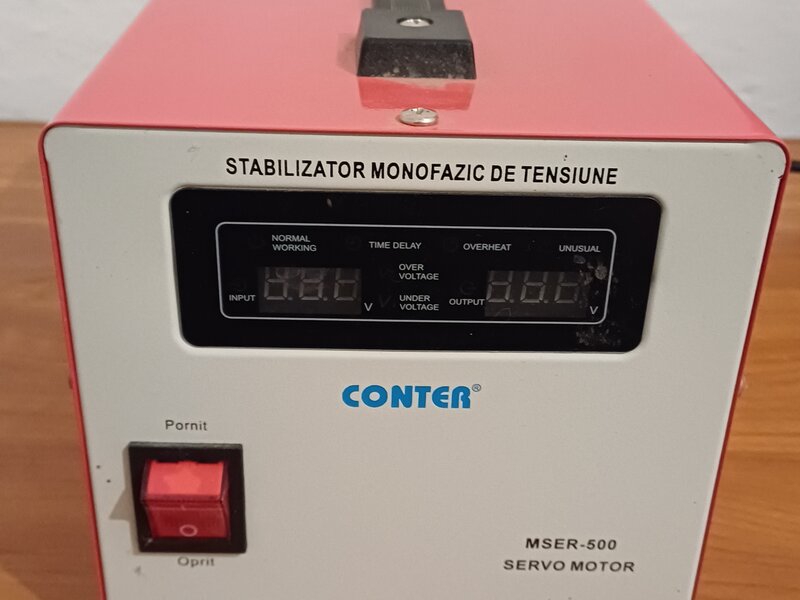 STABILIZATOR MONOFAZIC DE TENSIUNE
NORMAL WORKING
TIME DELAY
OVERHEAT
UNUSUAL
OVER VOLTAGE
INPUT
V
UNDER VOLTAGE
OUTPUT
V
CONTER®
Pornit
Oprit
MSER-500
SERVO MOTOR